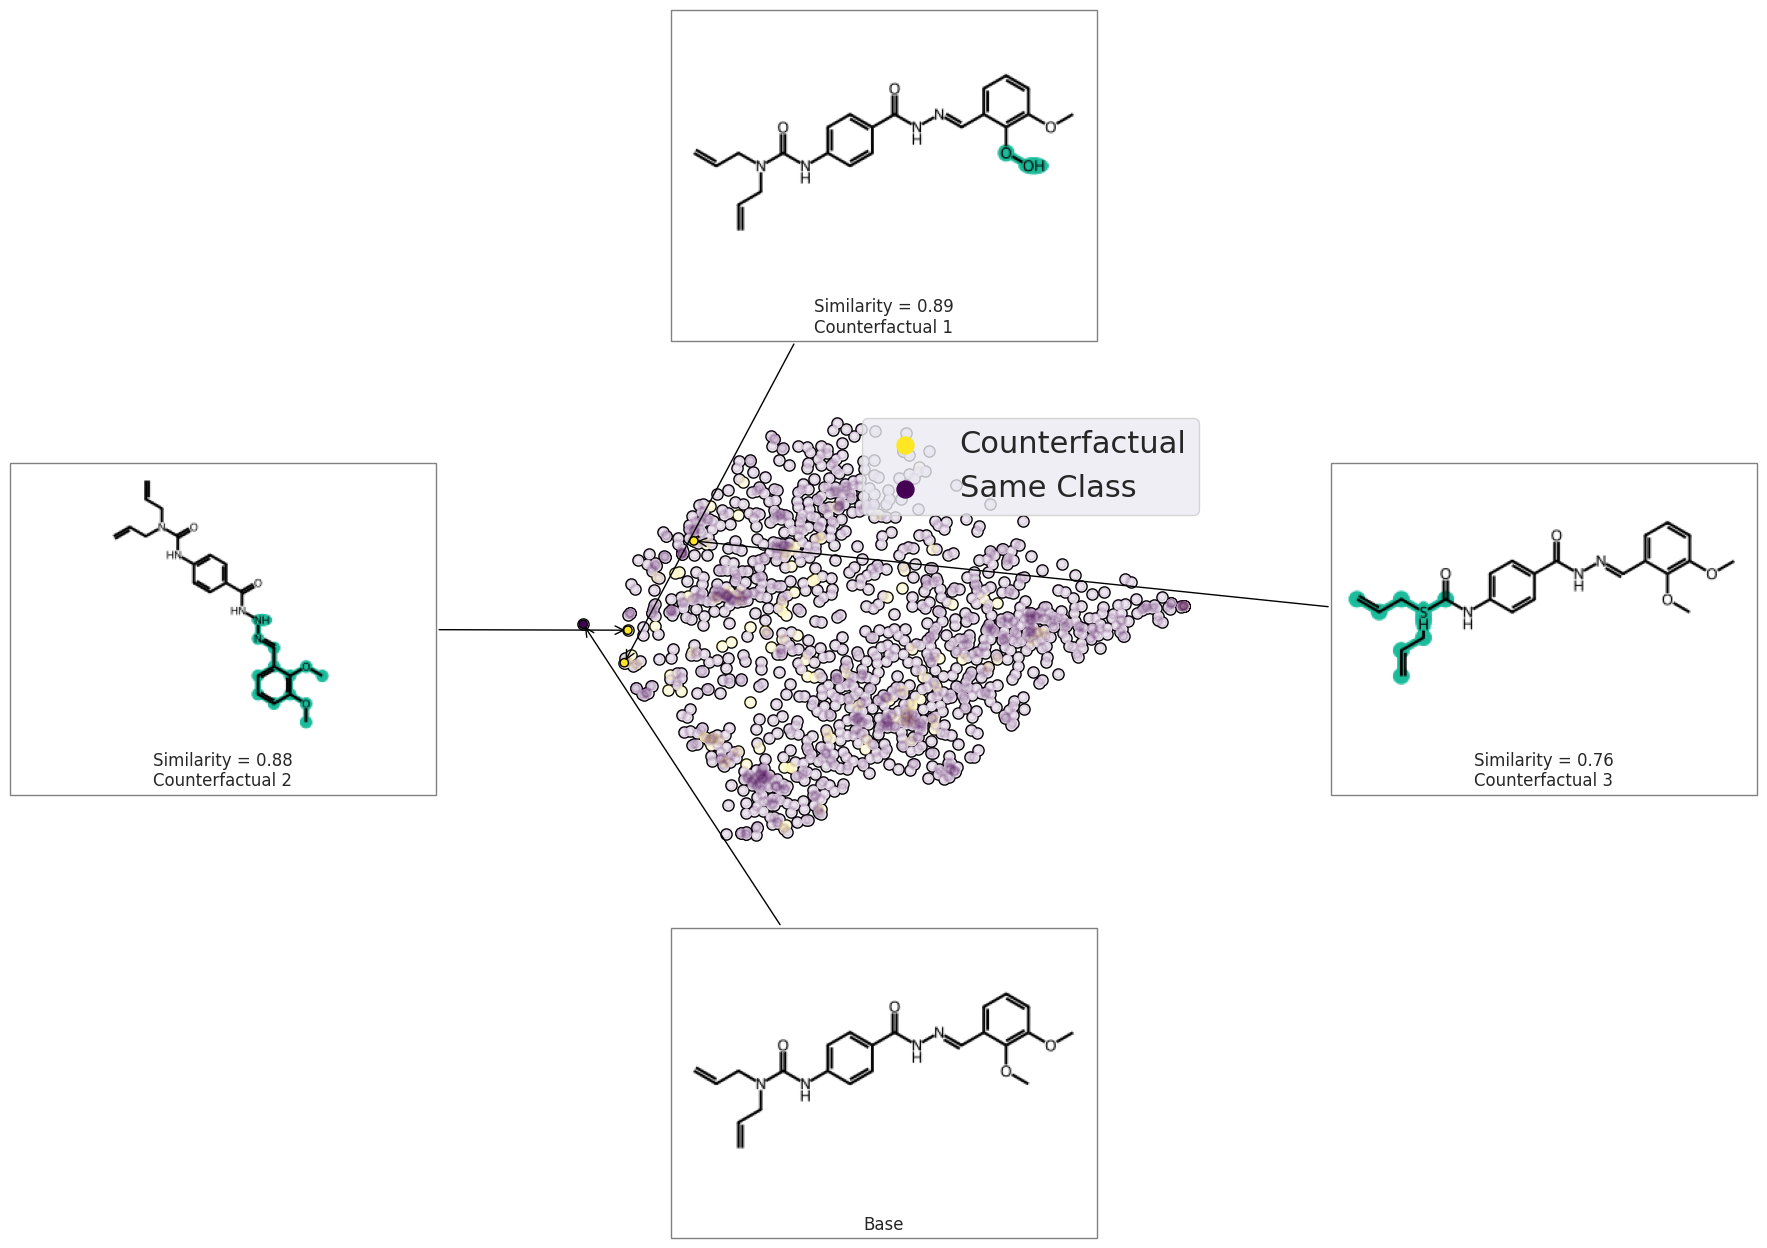 O
O
N
N
H
N
N
H
O
O
OH
Similarity = 0.89
Counterfactual 1
Counterfactual
Same Class
N
O
HN
O
HN
NH
N
O
O
Similarity = 0.88
Counterfactual 2
O
O
S
H
N
H
N
H
N
O
O
Similarity = 0.76
Counterfactual 3
O
O
N
N
H
N
H
N
O
O
Base